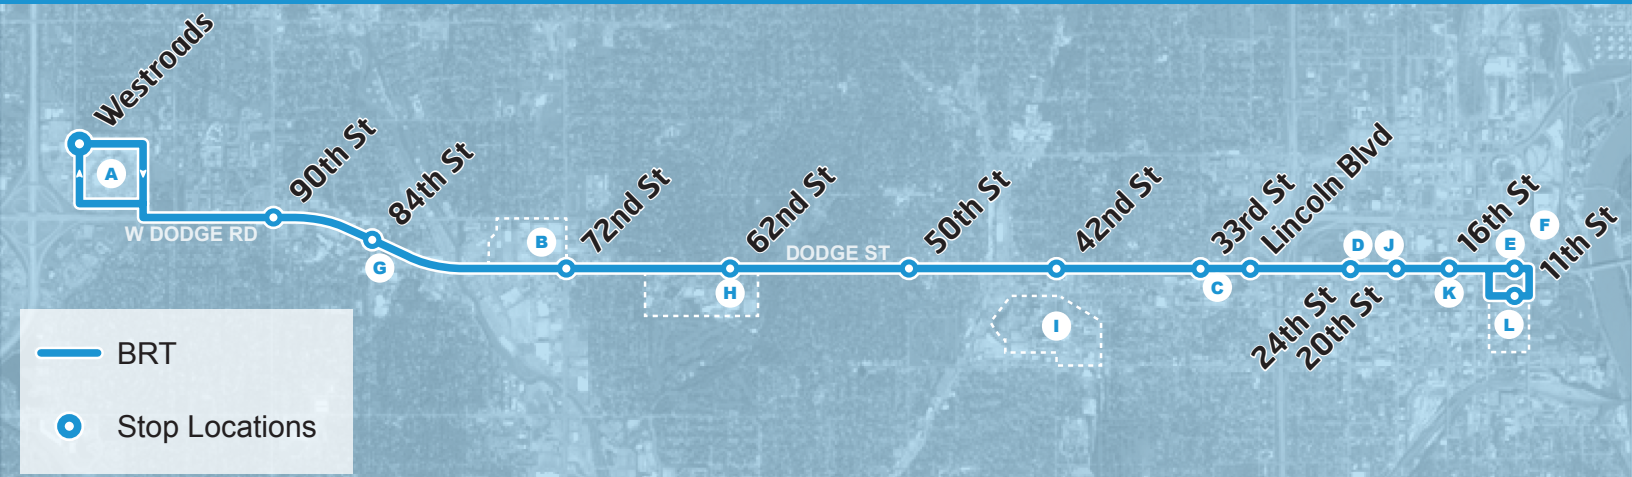 Westroads
90th St
84th St
72nd St
62nd St
50th St
42nd St
33rd St
Lincoln Blvd
24th St
20th St
16th St
11th St
W DODGE RD
DODGE ST
A
B
C
D
J
E
F
G
H
I
K
L
BRT
Stop Locations